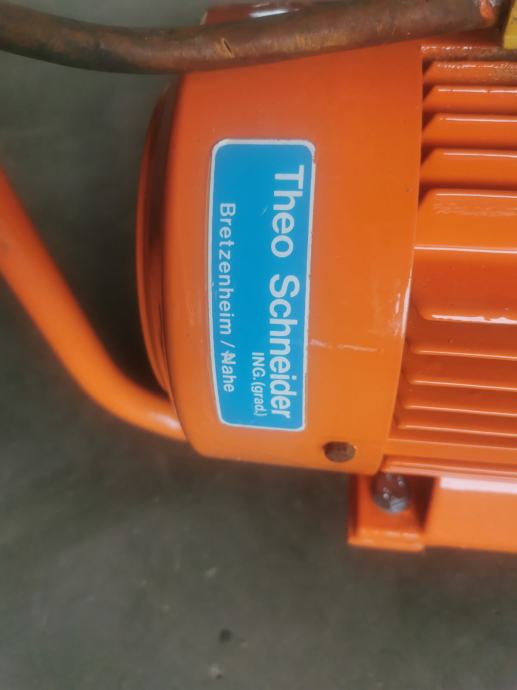 Theo Schneider
ING.(grad.)
Bretzenheim / Nahe